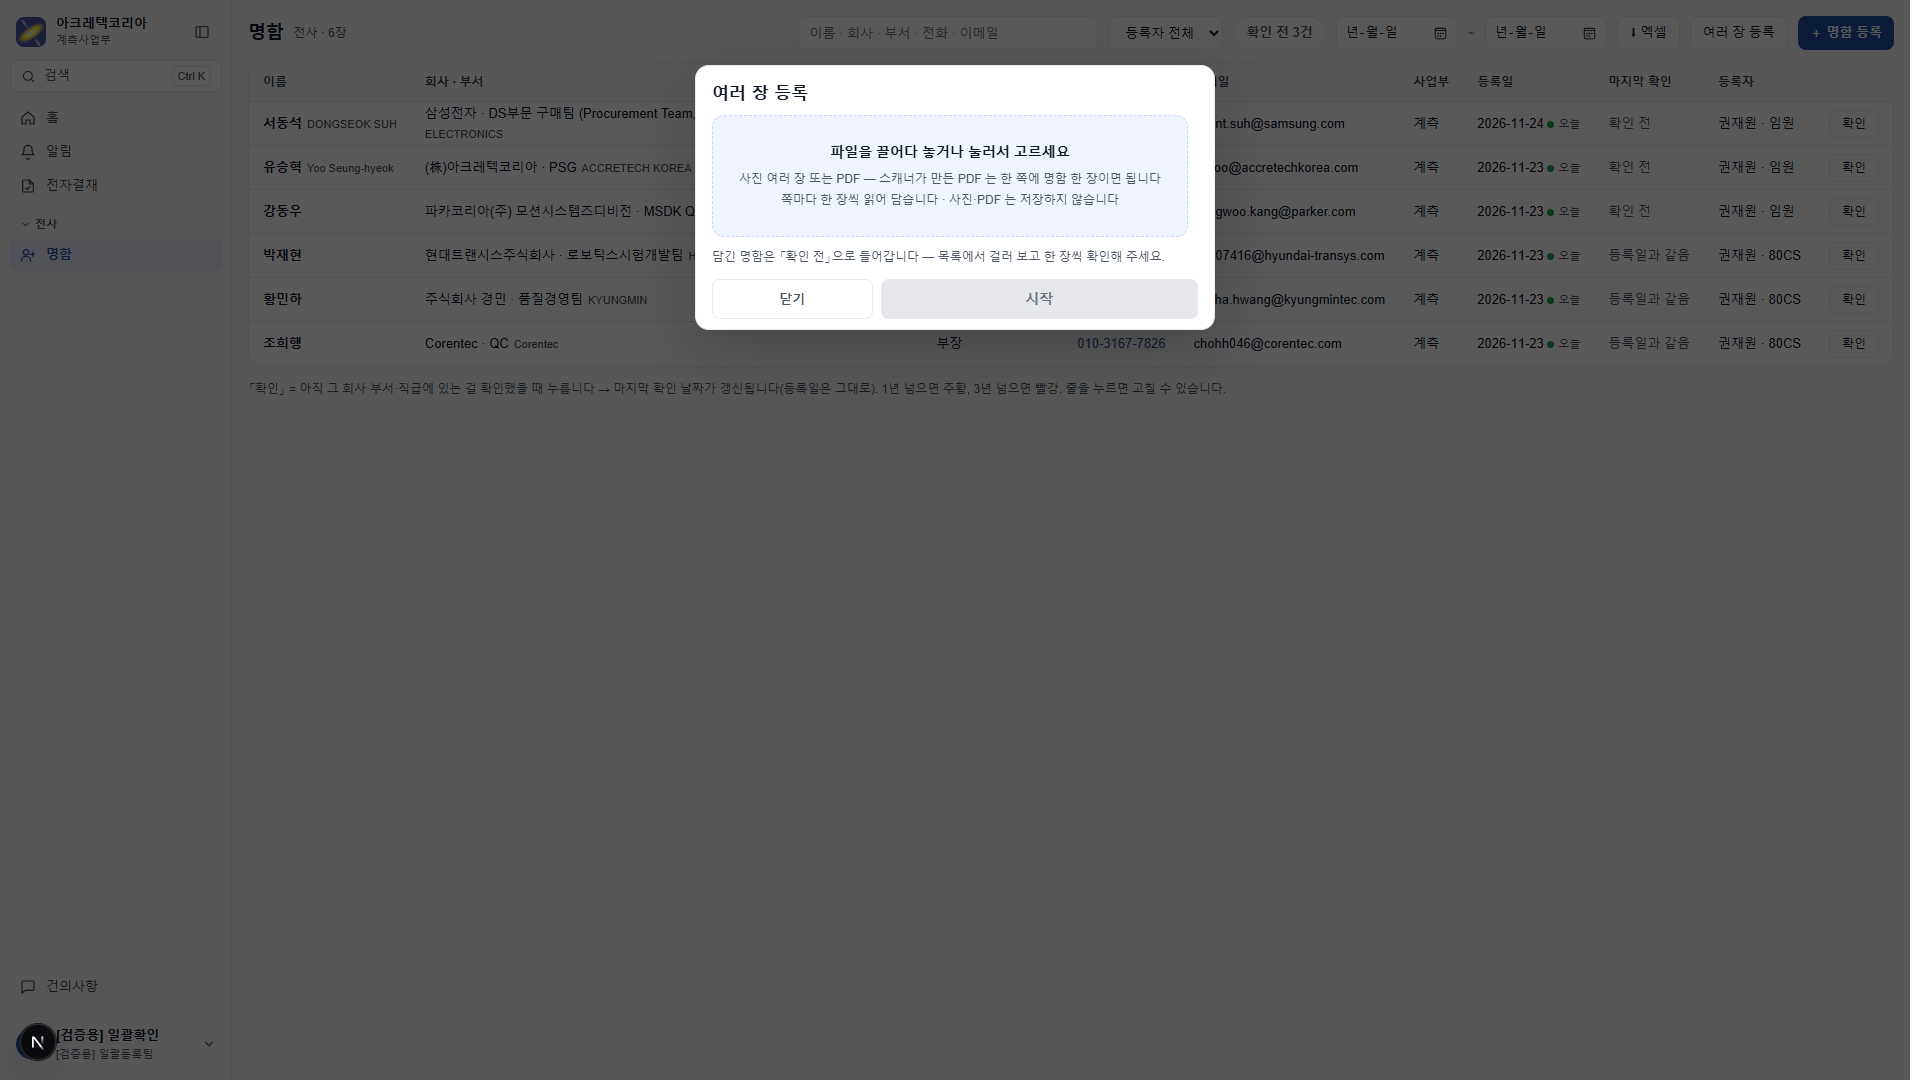 아크레텍코리아
계측사업부
검색
Ctrl K
홈
알림
전자결재
전사
명함
건의사항
N
[검증용] 일괄확인
[검증용] 일괄등록팀
명함 전사 · 6장
이름 · 회사 · 부서 · 전화 · 이메일
등록자 전체
확인 전 3건
년-월-일 ~ 년-월-일
엑셀
여러 장 등록
+ 명함 등록
이름 회사 · 부서 일 사업부 등록일 마지막 확인 등록자
서동석 DONGSEOK SUH 삼성전자 · DS부문 구매팀 (Procurement Team, ELECTRONICS nt.suh@samsung.com 계측 2026-11-24 오늘 확인 전 권재원 · 임원 확인
유승혁 Yoo Seung-hyeok (株)아크레텍코리아 · PSG ACCRETECH KOREA oo@accretechkorea.com 계측 2026-11-23 오늘 확인 전 권재원 · 임원 확인
강동우 파카코리아(주) 모션시스템즈디비전 · MSDK Q gwoo.kang@parker.com 계측 2026-11-23 오늘 확인 전 권재원 · 임원 확인
박재현 현대트랜시스주식회사 · 로보틱스시험개발팀 07416@hyundai-transys.com 계측 2026-11-23 오늘 등록일과 같음 권재원 · 80CS 확인
황민하 주식회사 경민 · 품질경영팀 KYUNGMIN ha.hwang@kyungmintec.com 계측 2026-11-23 오늘 등록일과 같음 권재원 · 80CS 확인
조희행 Corentec · QC Corentec 부장 010-3167-7826 chohh046@corentec.com 계측 2026-11-23 오늘 등록일과 같음 권재원 · 80CS 확인
「확인」 = 아직 그 회사·부서·직급에 있는 걸 확인했을 때 누릅니다 → 마지막 확인 날짜가 갱신됩니다(등록일은 그대로). 1년 넘으면 주황, 3년 넘으면 빨강. 줄을 누르면 고칠 수 있습니다.
여러 장 등록
파일을 끌어다 놓거나 눌러서 고르세요
사진 여러 장 또는 PDF — 스캐너가 만든 PDF 는 한 쪽에 명함 한 장이면 됩니다
쪽마다 한 장씩 읽어 담습니다 · 사진·PDF 는 저장하지 않습니다
담긴 명함은 「확인 전」으로 들어갑니다 — 목록에서 걸러 보고 한 장씩 확인해 주세요.
닫기
시작